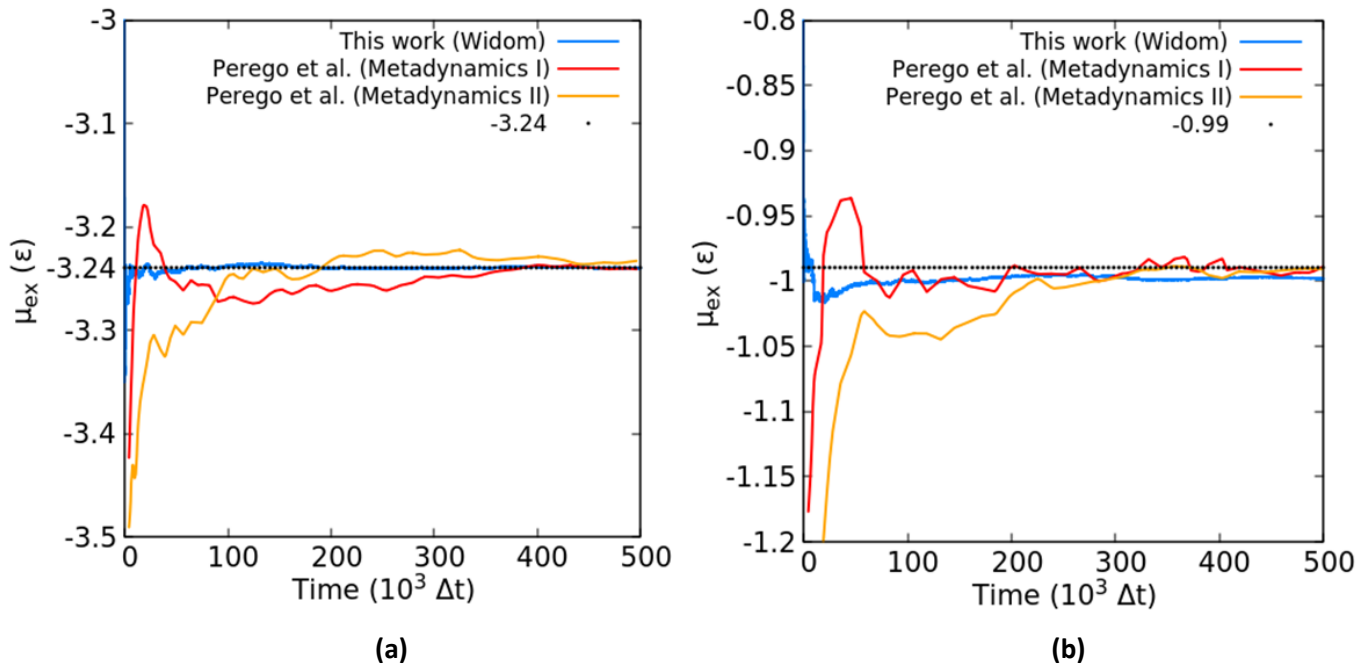 -3
-3.1
-3.2
-3.24
-3.3
-3.4
-3.5
μex (ε)
This work (Widom)
Perego et al. (Metadynamics I)
Perego et al. (Metadynamics II)
-3.24
0 100 200 300 400 500
Time (10³ Δt)
(a)
-0.8
-0.85
-0.9
-0.95
-1
-1.05
-1.1
-1.15
-1.2
μex (ε)
This work (Widom)
Perego et al. (Metadynamics I)
Perego et al. (Metadynamics II)
-0.99
0 100 200 300 400 500
Time (10³ Δt)
(b)